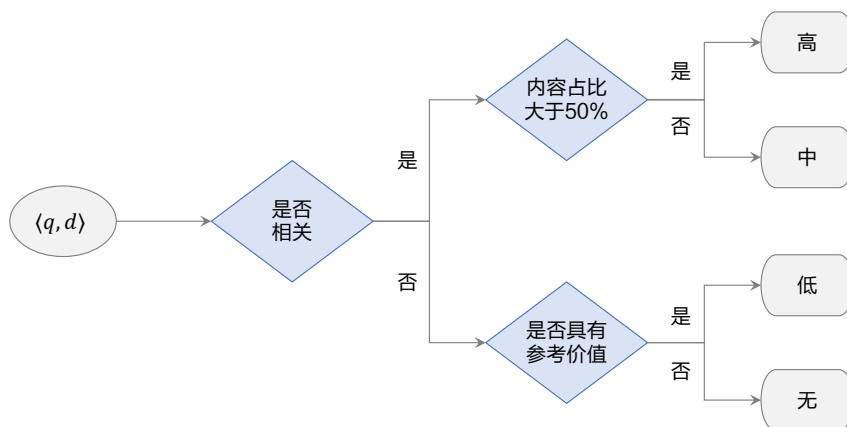 ⟨q, d⟩
是否
相关
是
否
内容占比
大于50%
是
否
高
中
是否具有
参考价值
是
否
低
无